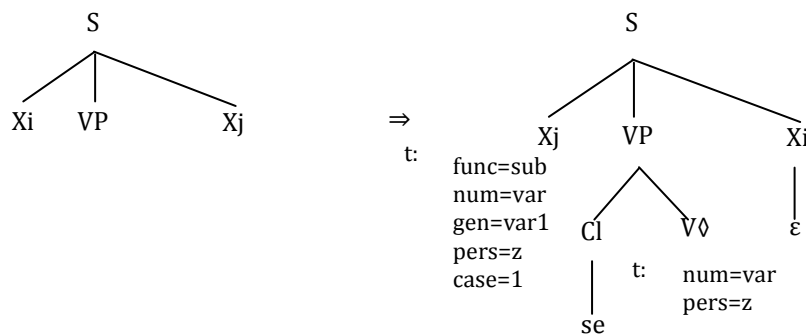 S S
Xi VP Xj ⇒ Xj VP Xi
t: func=sub
num=var
gen=var1
pers=z
case=1
Cl V◊ ε
t: num=var
pers=z
se